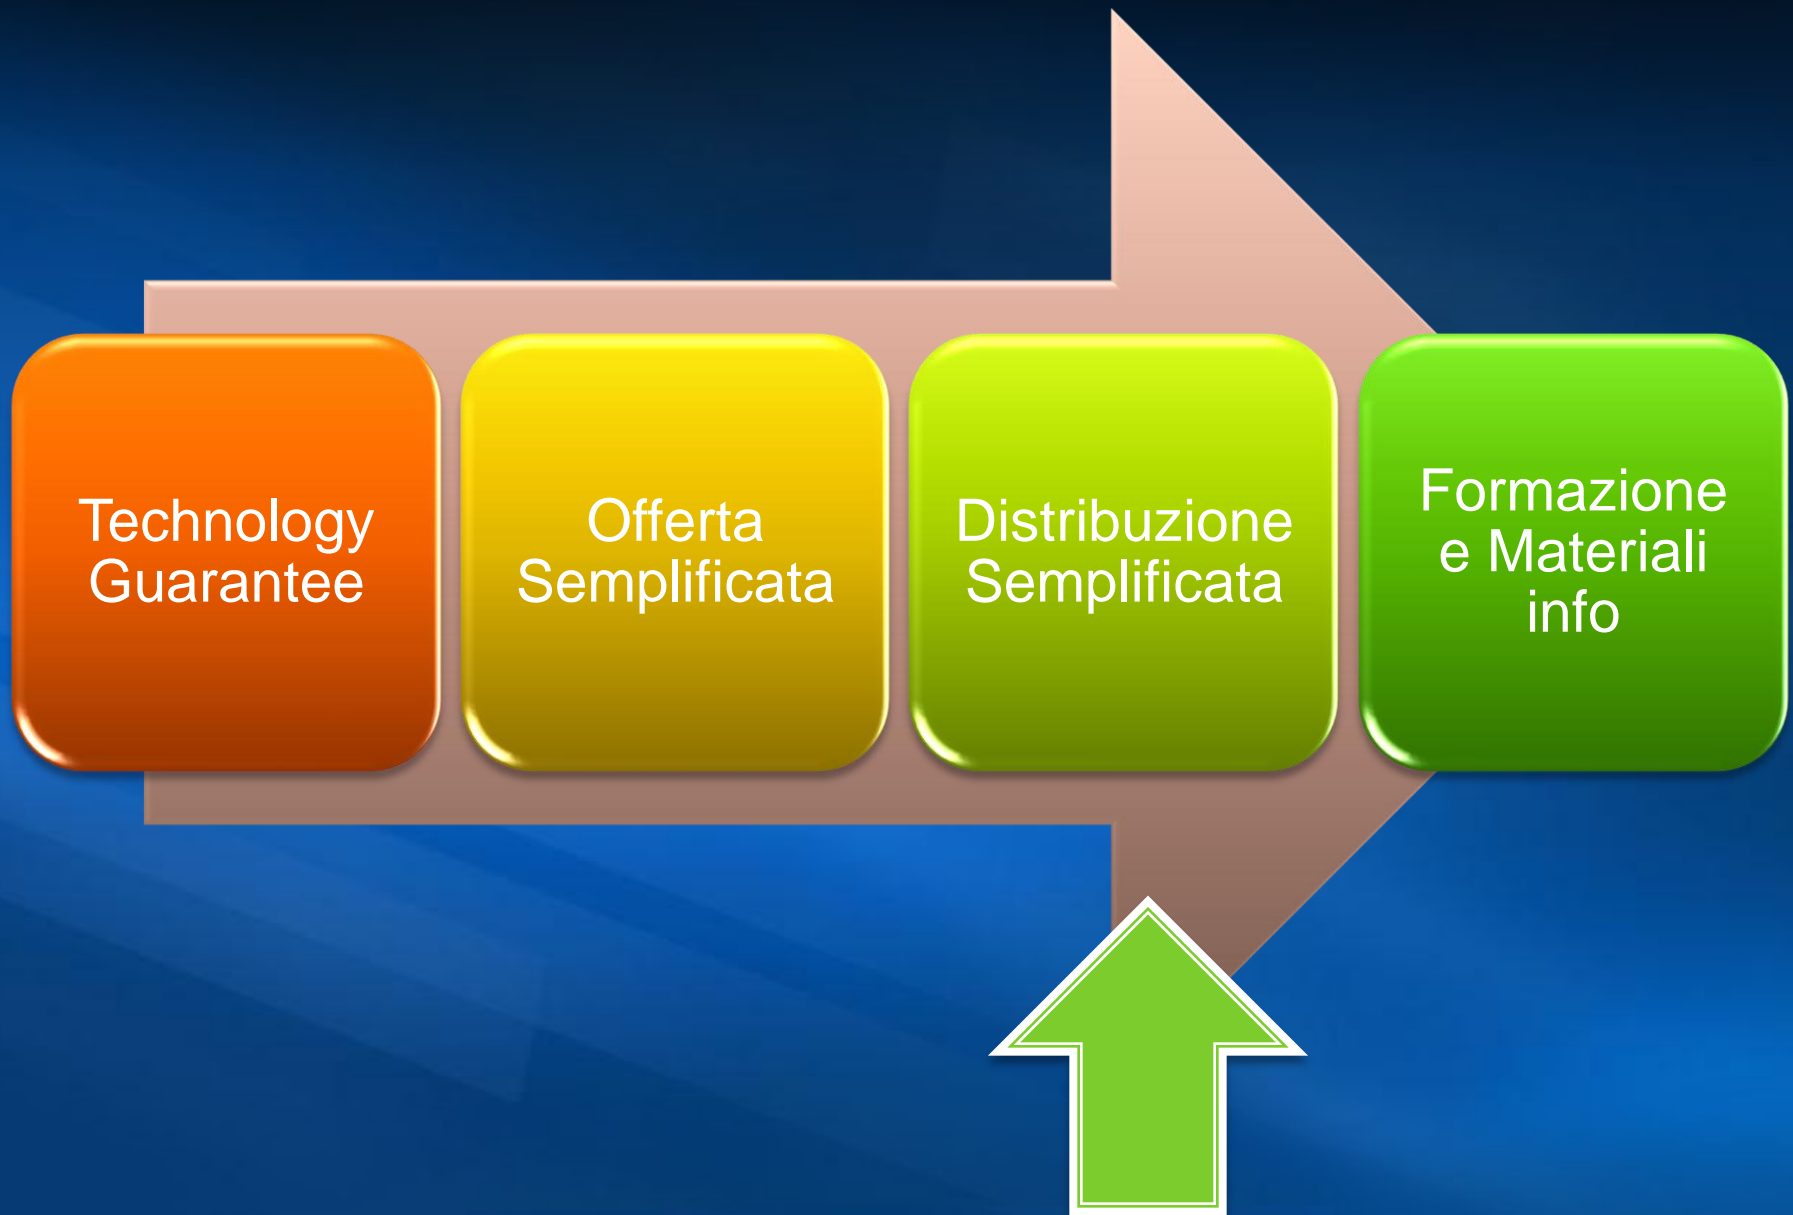 Technology
Guarantee
Offerta
Semplificata
Distribuzione
Semplificata
Formazione
e Materiali
info